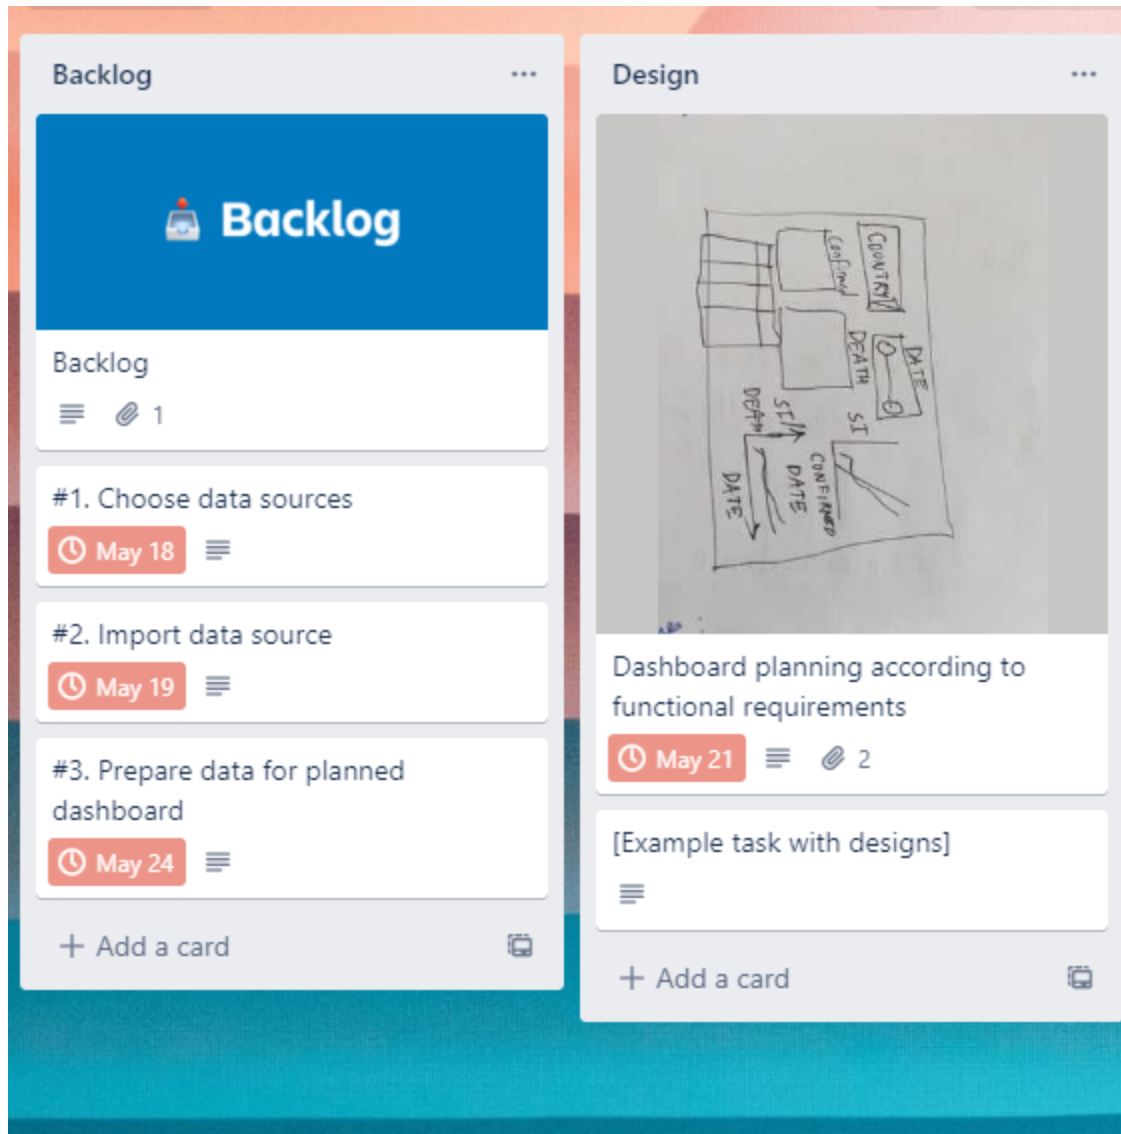 Backlog
Backlog
Backlog
1
#1. Choose data sources
May 18
#2. Import data source
May 19
#3. Prepare data for planned
dashboard
May 24
+ Add a card
Design
COUNTRY
DATE
Confirmed
DEATH
SI
CONFIRMED
DATE
SI/
DEATH
DATE
Dashboard planning according to
functional requirements
May 21
2
[Example task with designs]
+ Add a card